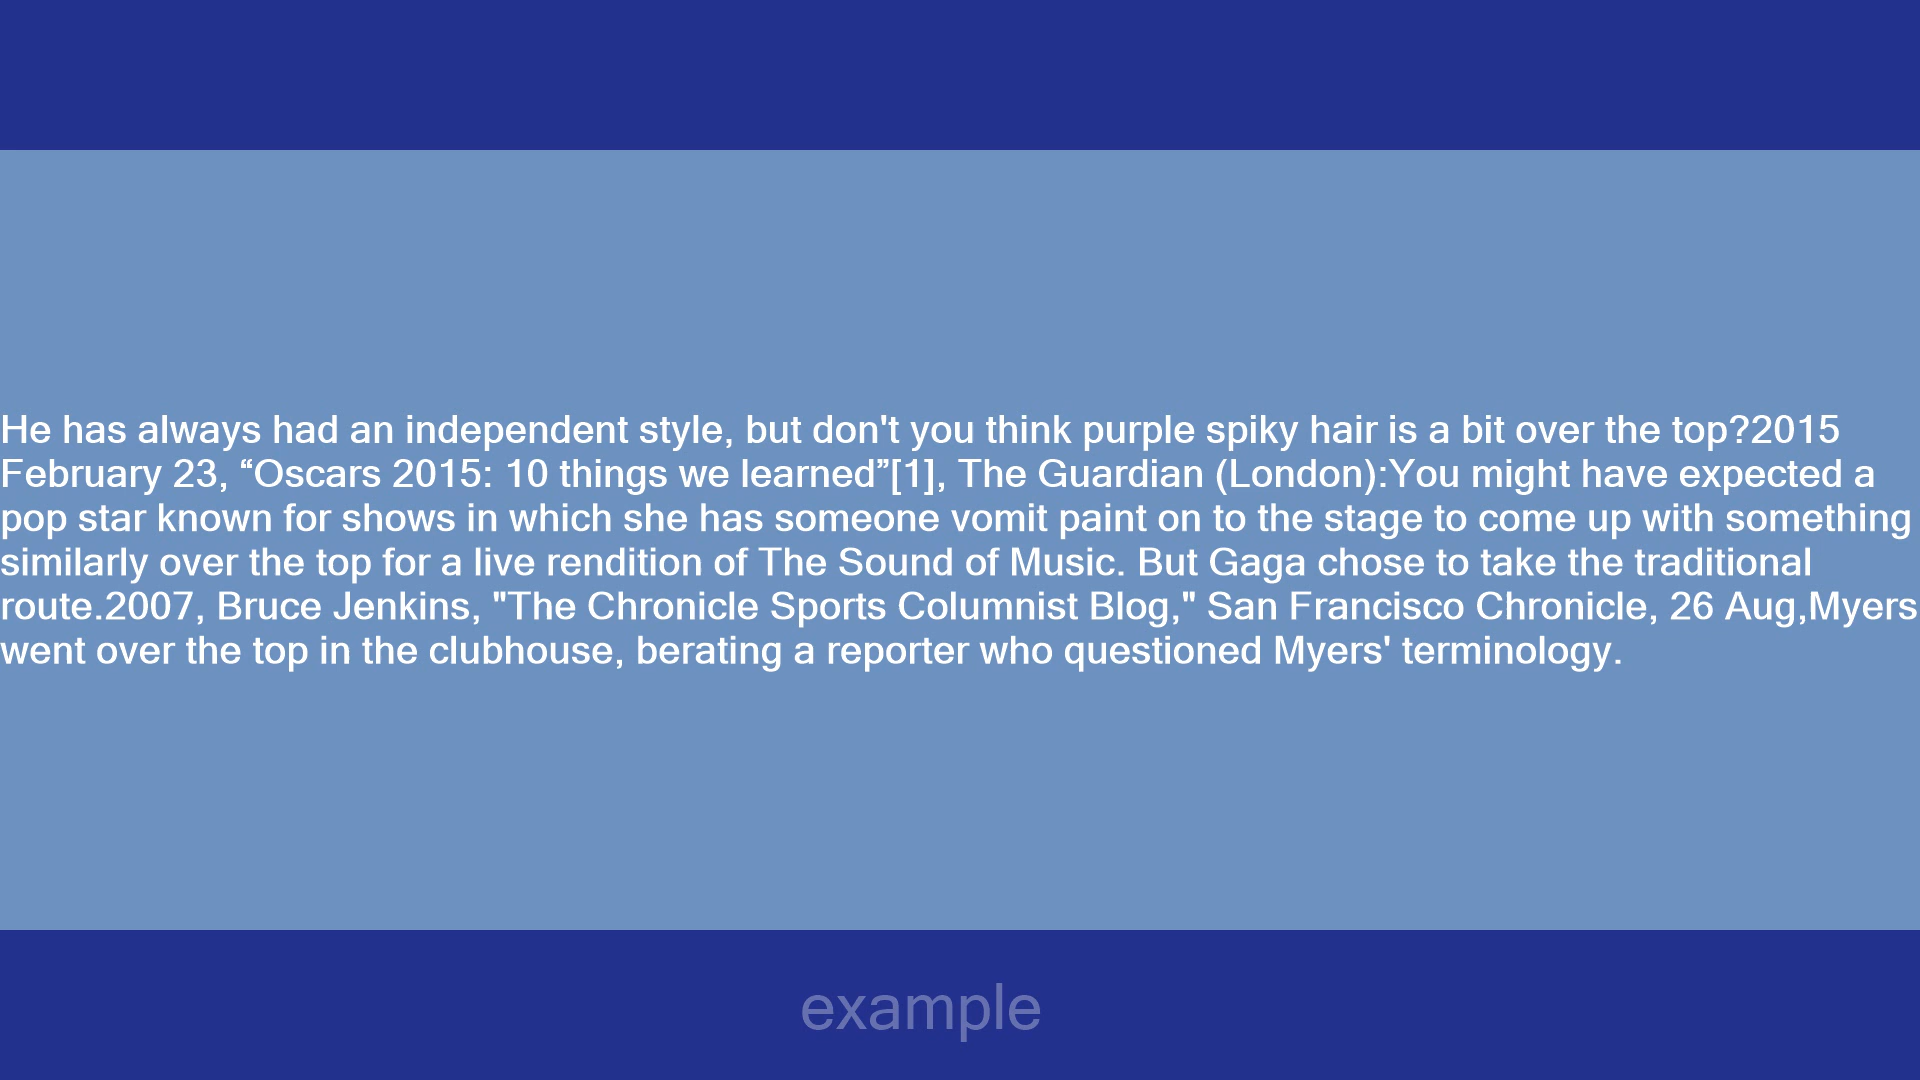 He has always had an independent style, but don't you think purple spiky hair is a bit over the top?2015
February 23, “Oscars 2015: 10 things we learned”[1], The Guardian (London):You might have expected a
pop star known for shows in which she has someone vomit paint on to the stage to come up with something
similarly over the top for a live rendition of The Sound of Music. But Gaga chose to take the traditional
route.2007, Bruce Jenkins, "The Chronicle Sports Columnist Blog," San Francisco Chronicle, 26 Aug,Myers
went over the top in the clubhouse, berating a reporter who questioned Myers' terminology.
example